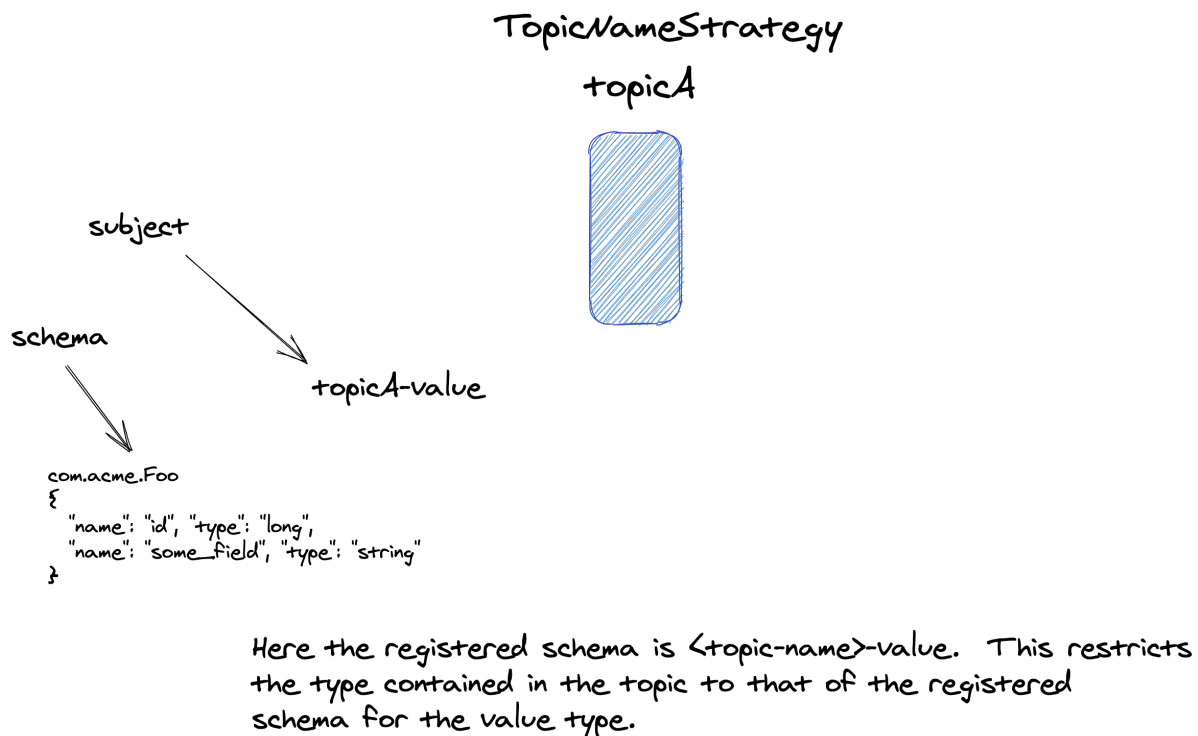 TopicNameStrategy
topicA
subject
schema
topicA-value
com.acme.Foo
{
"name": "id", "type": "long",
"name": "some_field", "type": "string"
}
Here the registered schema is <topic-name>-value. This restricts
the type contained in the topic to that of the registered
schema for the value type.